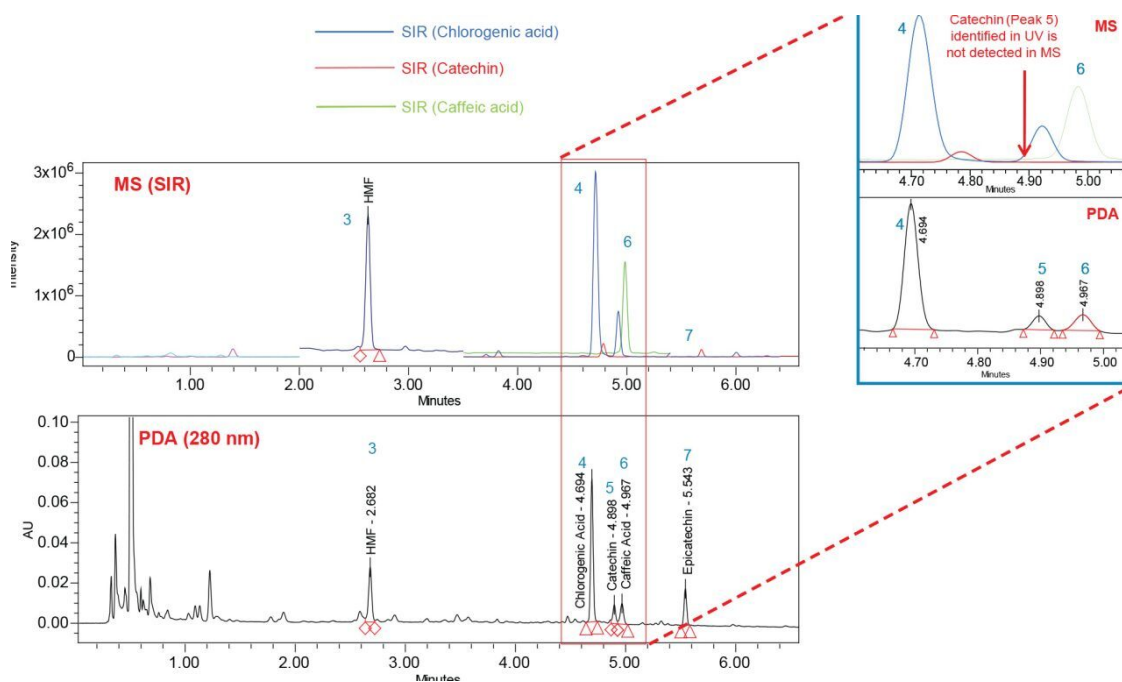 SIR (Chlorogenic acid)
SIR (Catechin)
SIR (Caffeic acid)
MS (SIR)
3x10⁶
2x10⁶
1x10⁶
0
Intensity
3
HMF
4
6
7
1.00 2.00 3.00 4.00 5.00 6.00
Minutes
PDA (280 nm)
0.10
0.08
0.06
0.04
0.02
0.00
AU
3
HMF - 2.682
4
Chlorogenic Acid - 4.694
5
Catechin - 4.898
6
Caffeic Acid - 4.967
7
Epicatechin - 5.543
1.00 2.00 3.00 4.00 5.00 6.00
Minutes
4
Catechin (Peak 5)
identified in UV is
not detected in MS
MS
6
4.70 4.80 4.90 5.00
Minutes
PDA
4
4.694
5
4.898
6
4.967
4.70 4.80 4.90 5.00
Minutes